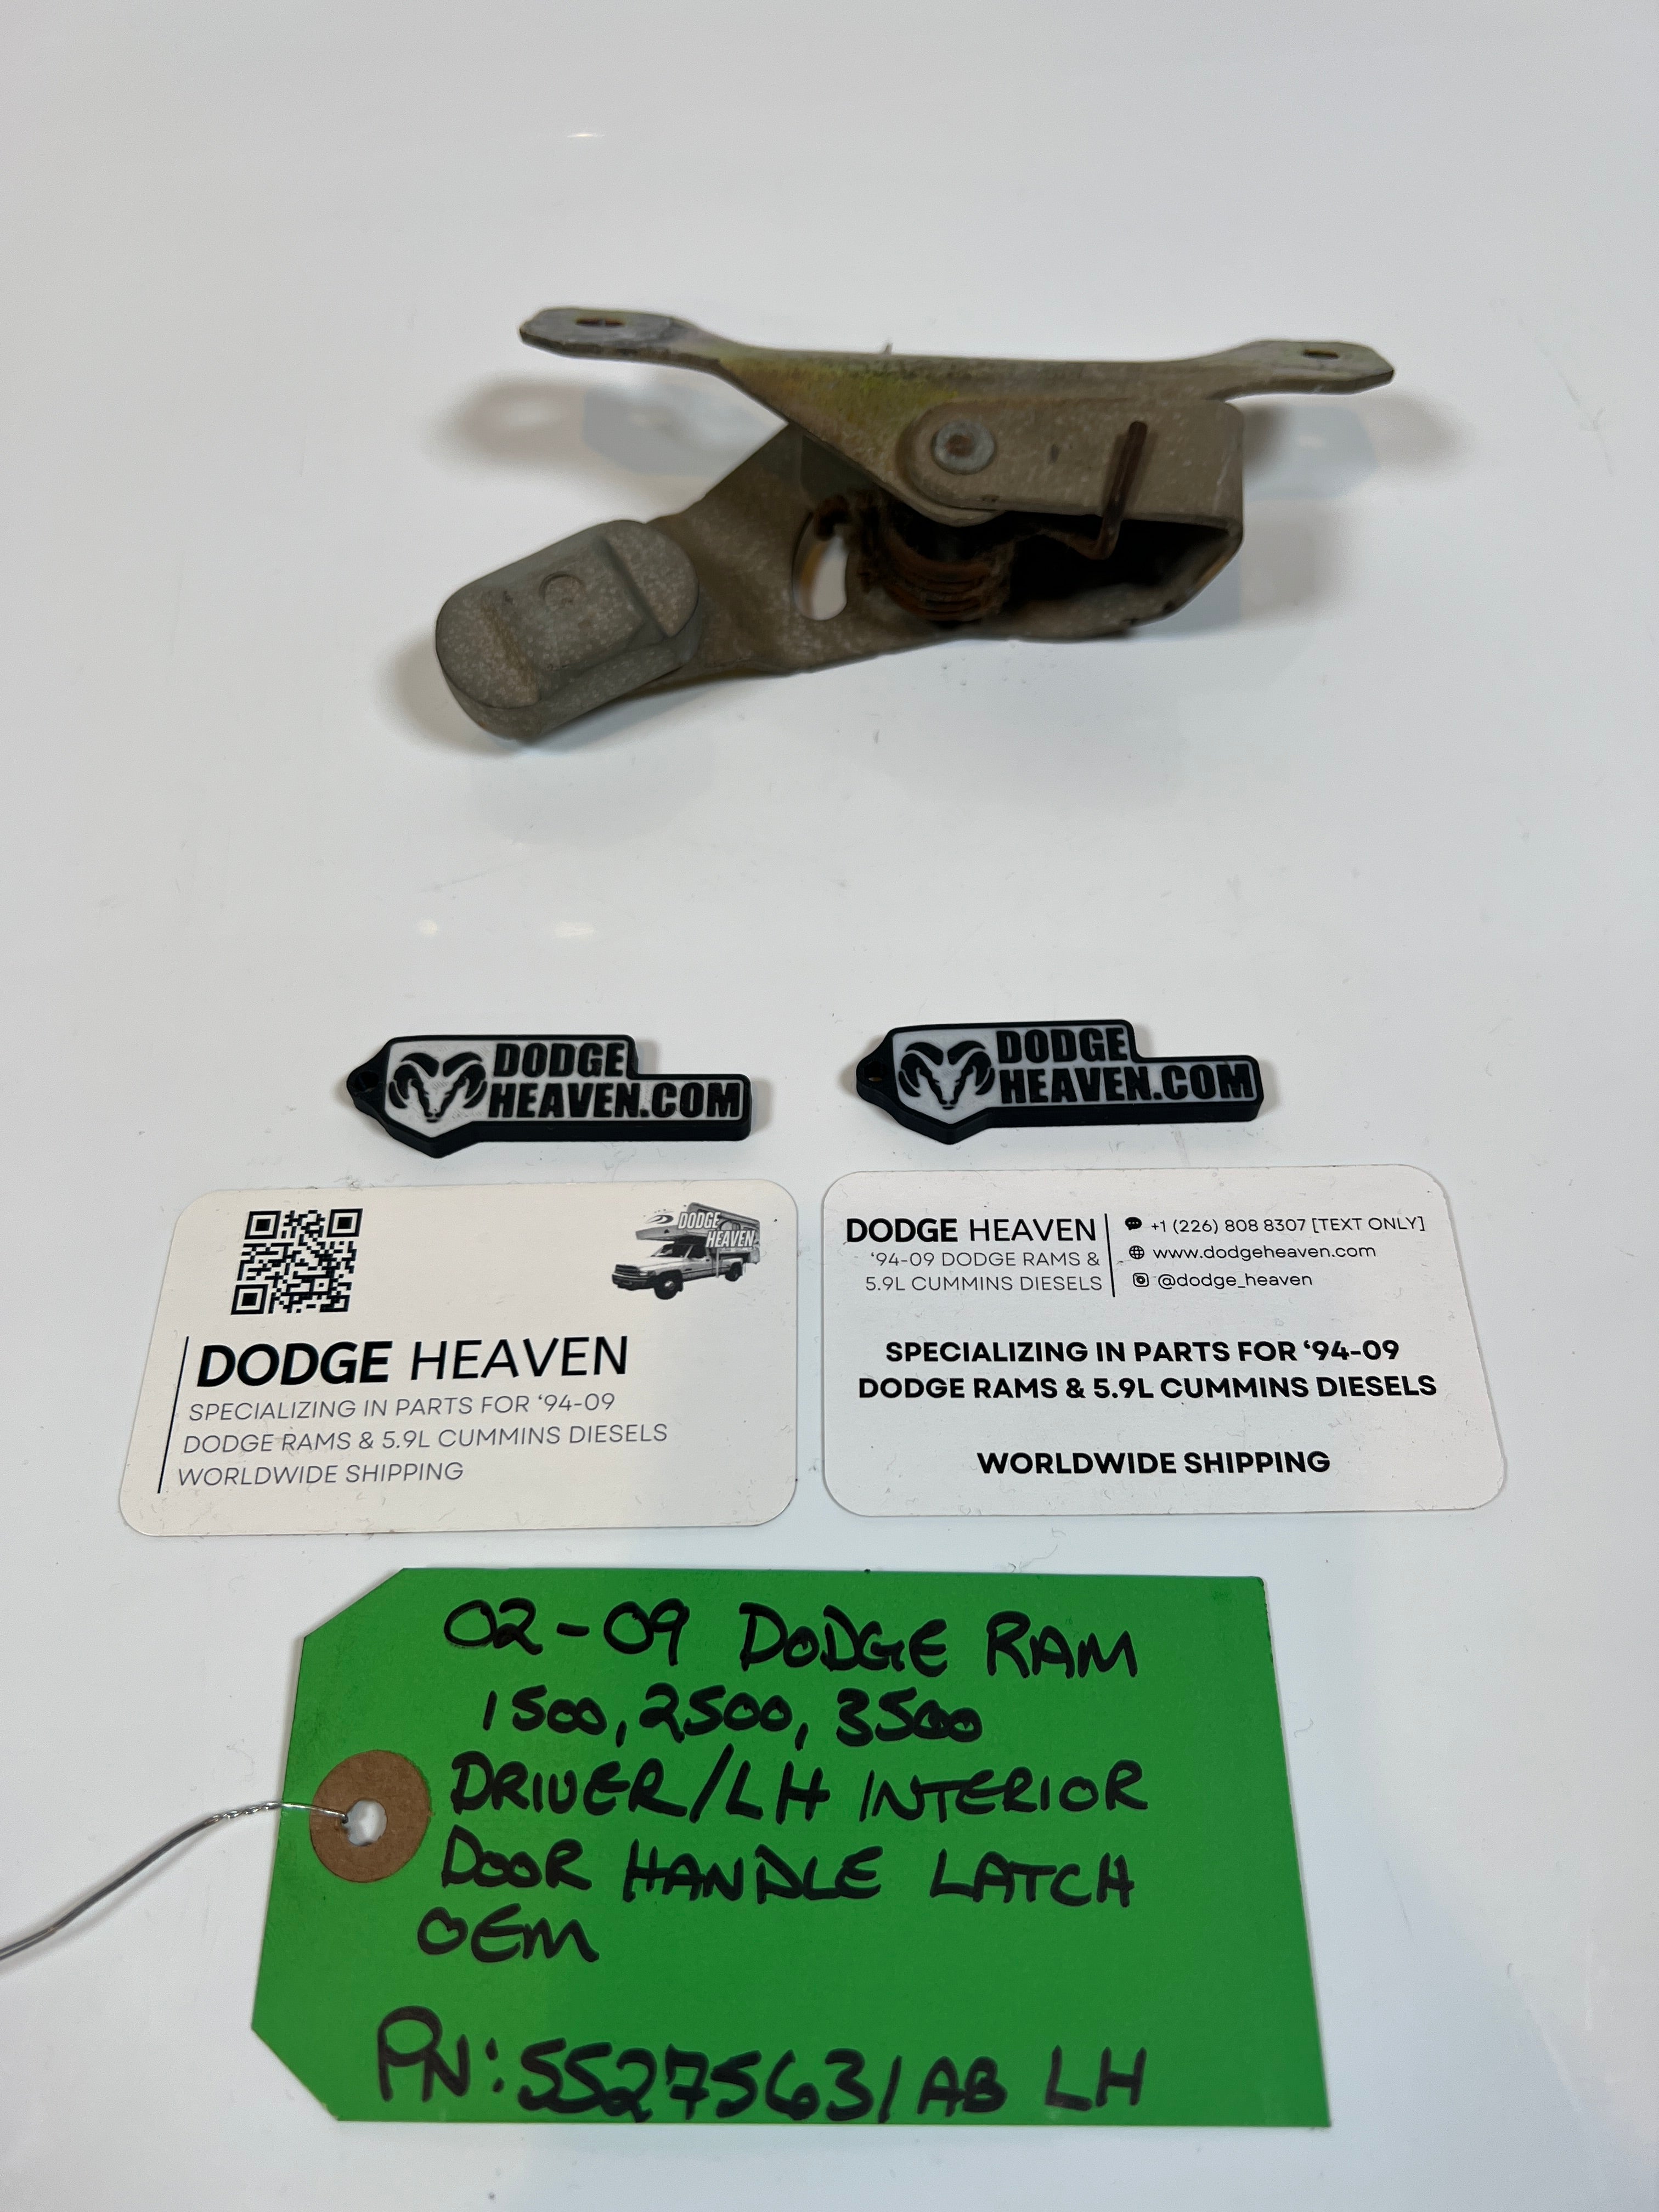 DODGE
HEAVEN.COM
DODGE
HEAVEN.COM
DODGE
HEAVEN
DODGE HEAVEN
SPECIALIZING IN PARTS FOR ‘94-09
DODGE RAMS & 5.9L CUMMINS DIESELS
WORLDWIDE SHIPPING
DODGE HEAVEN
‘94-09 DODGE RAMS &
5.9L CUMMINS DIESELS
+1 (226) 808 8307 [TEXT ONLY]
www.dodgeheaven.com
@dodge_heaven
SPECIALIZING IN PARTS FOR ‘94-09
DODGE RAMS & 5.9L CUMMINS DIESELS
WORLDWIDE SHIPPING
02-09 DODGE RAM
1500, 2500, 3500
DRIVER/LH INTERIOR
DOOR HANDLE LATCH
OEM
PN: 55275631AB LH